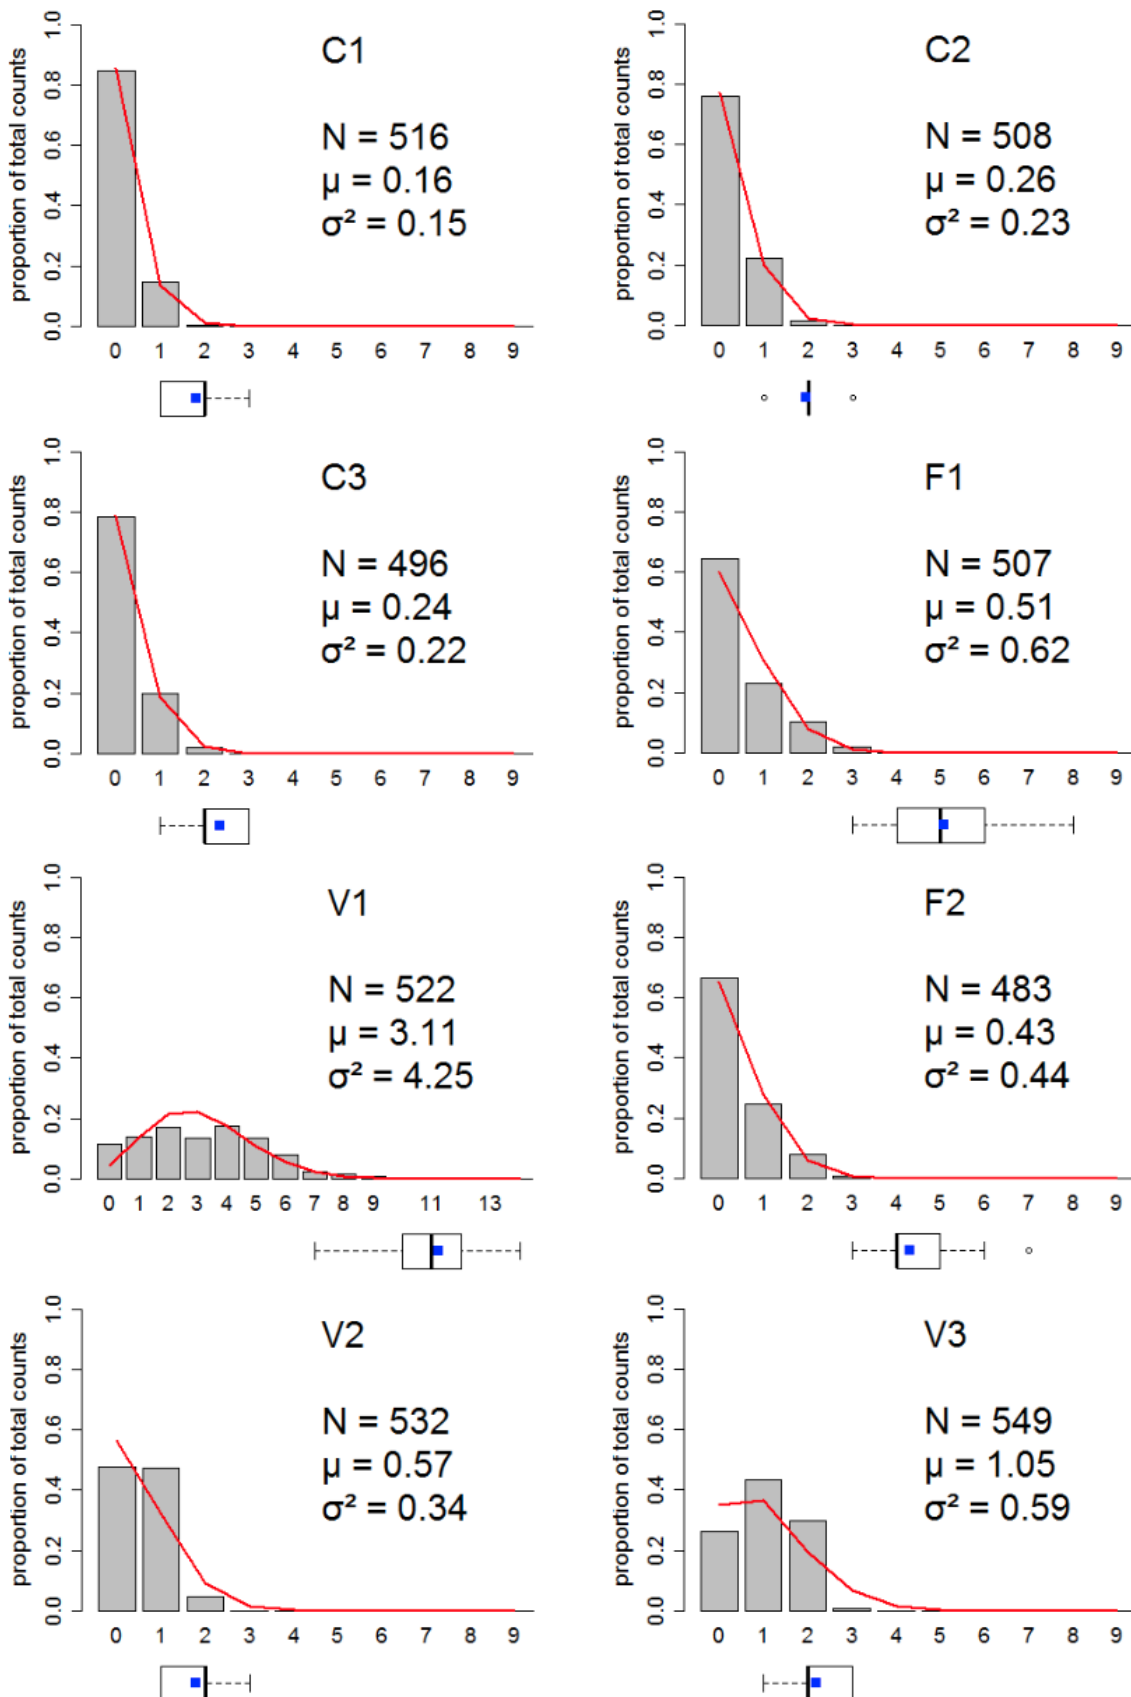 C1
N = 516
μ = 0.16
σ² = 0.15
proportion of total counts
0.0 0.2 0.4 0.6 0.8 1.0
0 1 2 3 4 5 6 7 8 9
C2
N = 508
μ = 0.26
σ² = 0.23
proportion of total counts
0.0 0.2 0.4 0.6 0.8 1.0
0 1 2 3 4 5 6 7 8 9
C3
N = 496
μ = 0.24
σ² = 0.22
proportion of total counts
0.0 0.2 0.4 0.6 0.8 1.0
0 1 2 3 4 5 6 7 8 9
F1
N = 507
μ = 0.51
σ² = 0.62
proportion of total counts
0.0 0.2 0.4 0.6 0.8 1.0
0 1 2 3 4 5 6 7 8 9
V1
N = 522
μ = 3.11
σ² = 4.25
proportion of total counts
0.0 0.2 0.4 0.6 0.8 1.0
0 1 2 3 4 5 6 7 8 9 11 13
F2
N = 483
μ = 0.43
σ² = 0.44
proportion of total counts
0.0 0.2 0.4 0.6 0.8 1.0
0 1 2 3 4 5 6 7 8 9
V2
N = 532
μ = 0.57
σ² = 0.34
proportion of total counts
0.0 0.2 0.4 0.6 0.8 1.0
0 1 2 3 4 5 6 7 8 9
V3
N = 549
μ = 1.05
σ² = 0.59
proportion of total counts
0.0 0.2 0.4 0.6 0.8 1.0
0 1 2 3 4 5 6 7 8 9